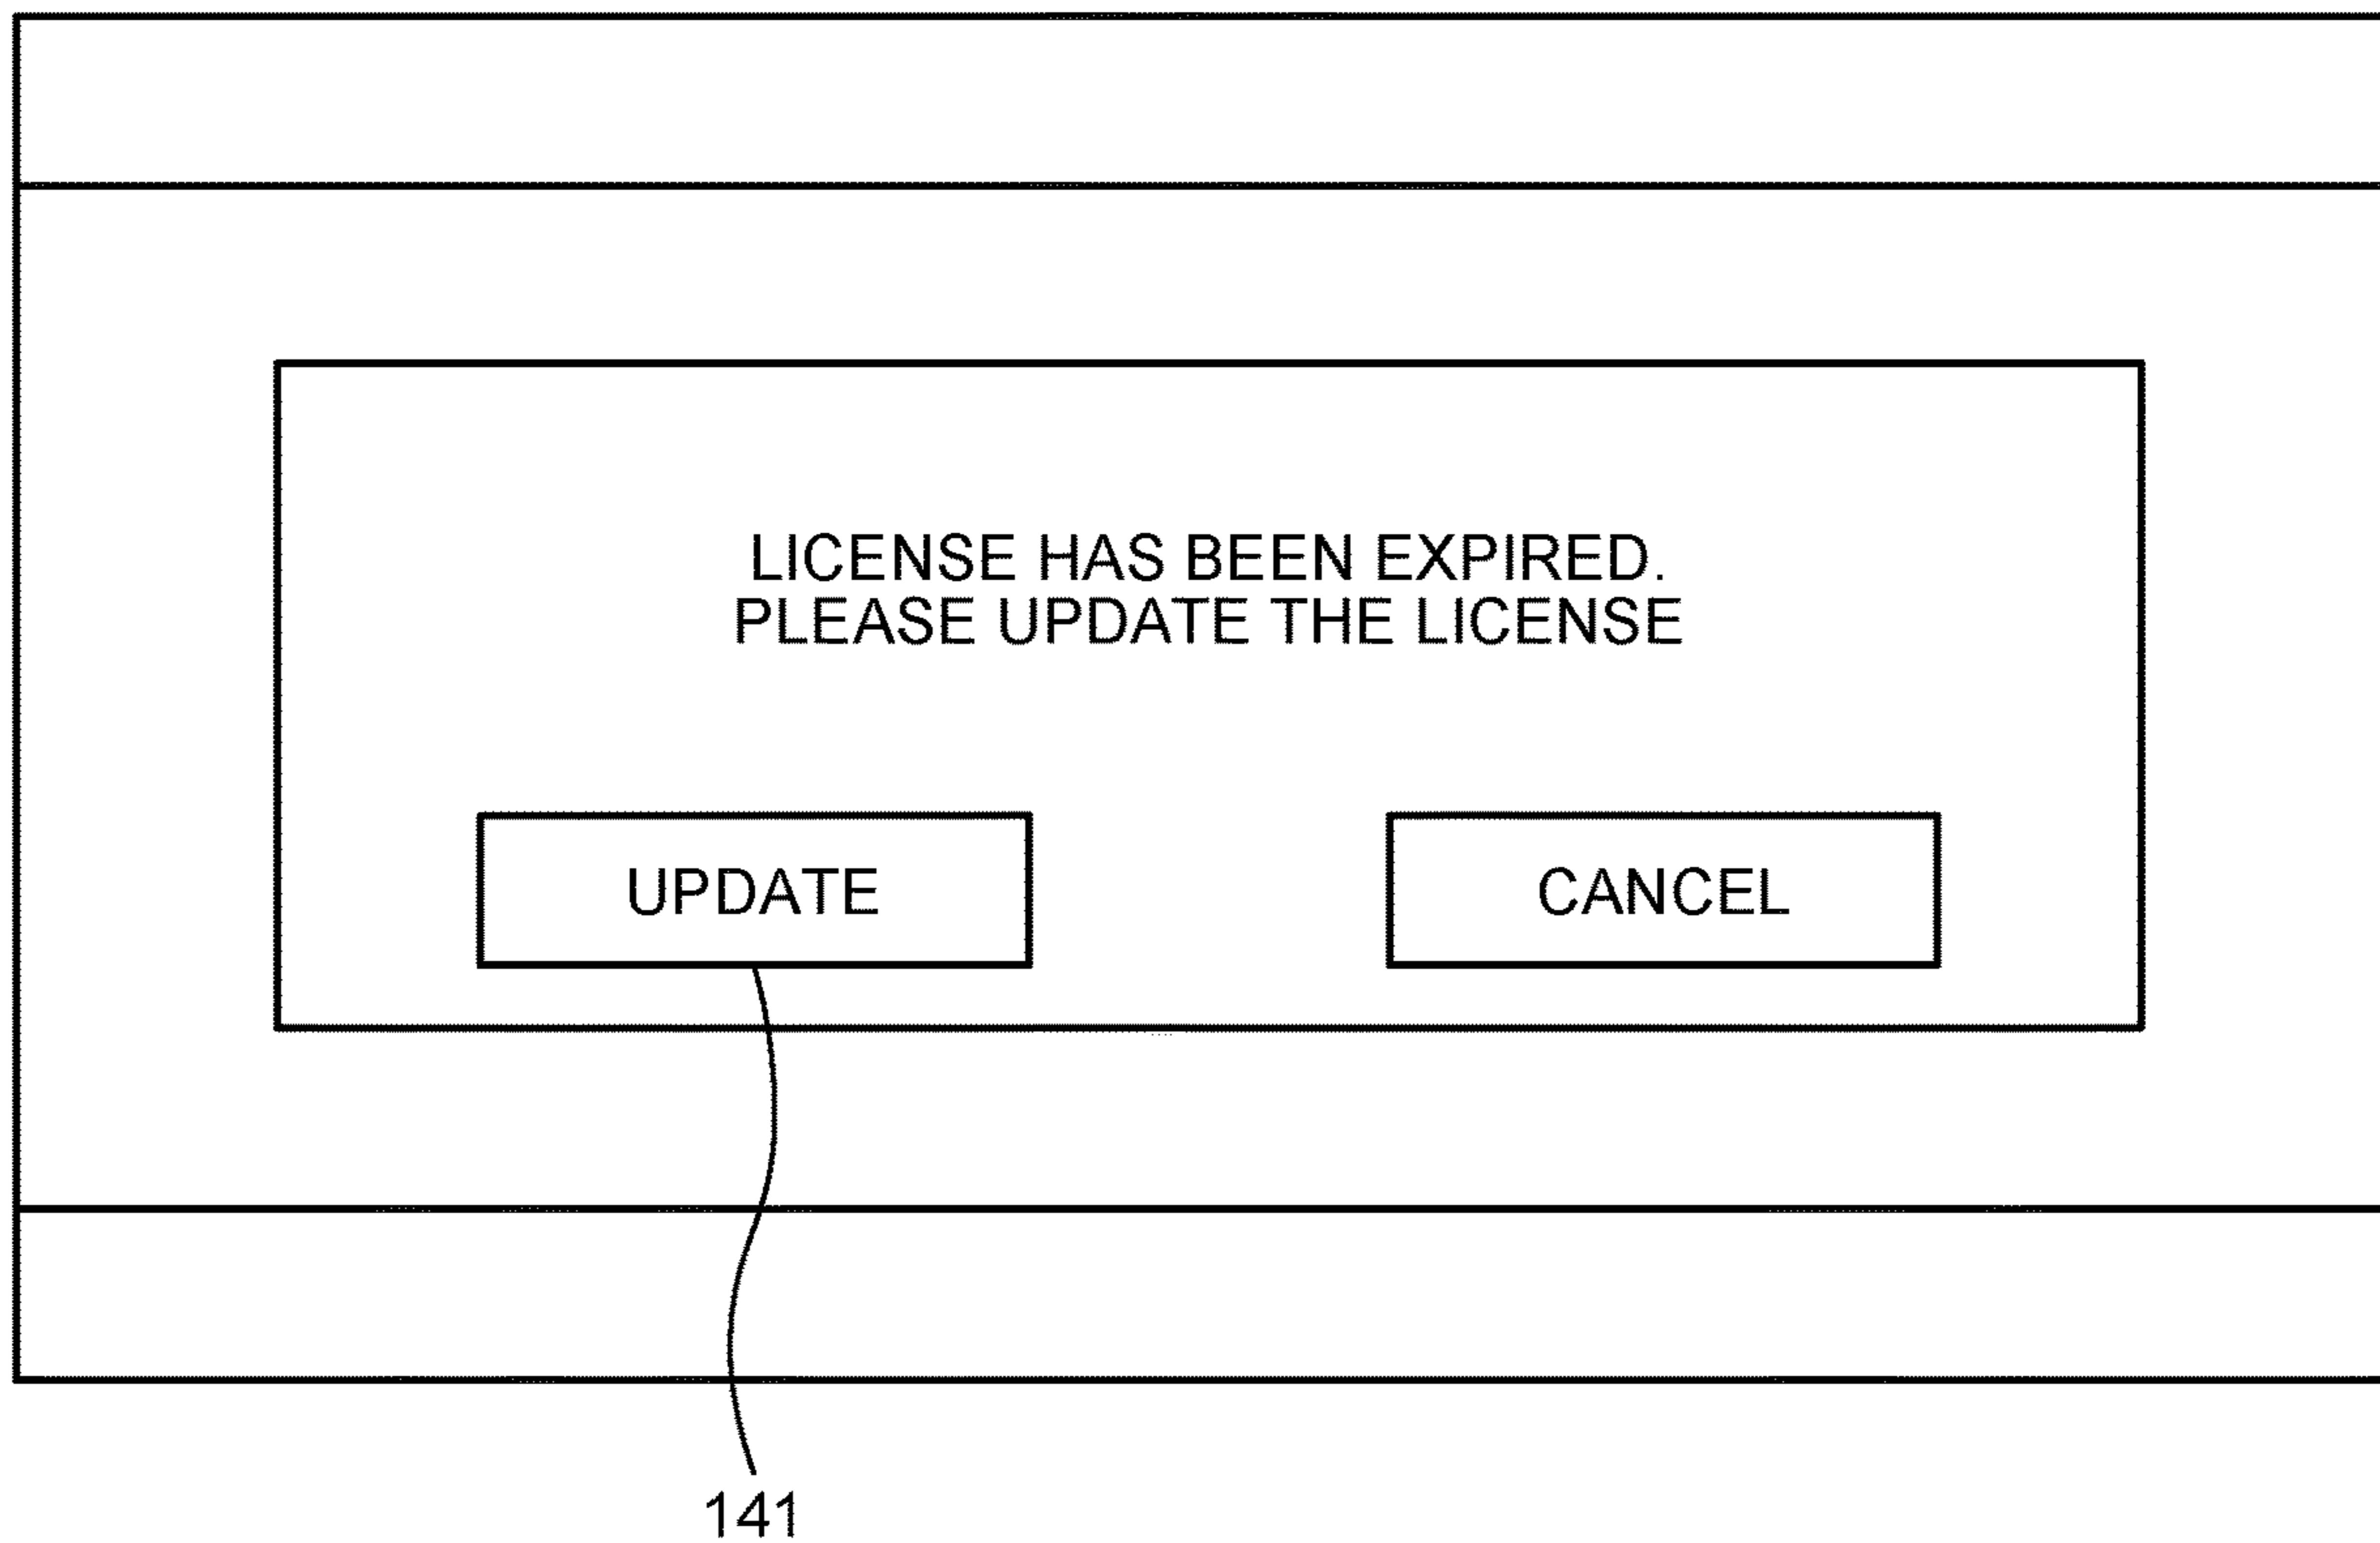 LICENSE HAS BEEN EXPIRED.
PLEASE UPDATE THE LICENSE
UPDATE
CANCEL
141